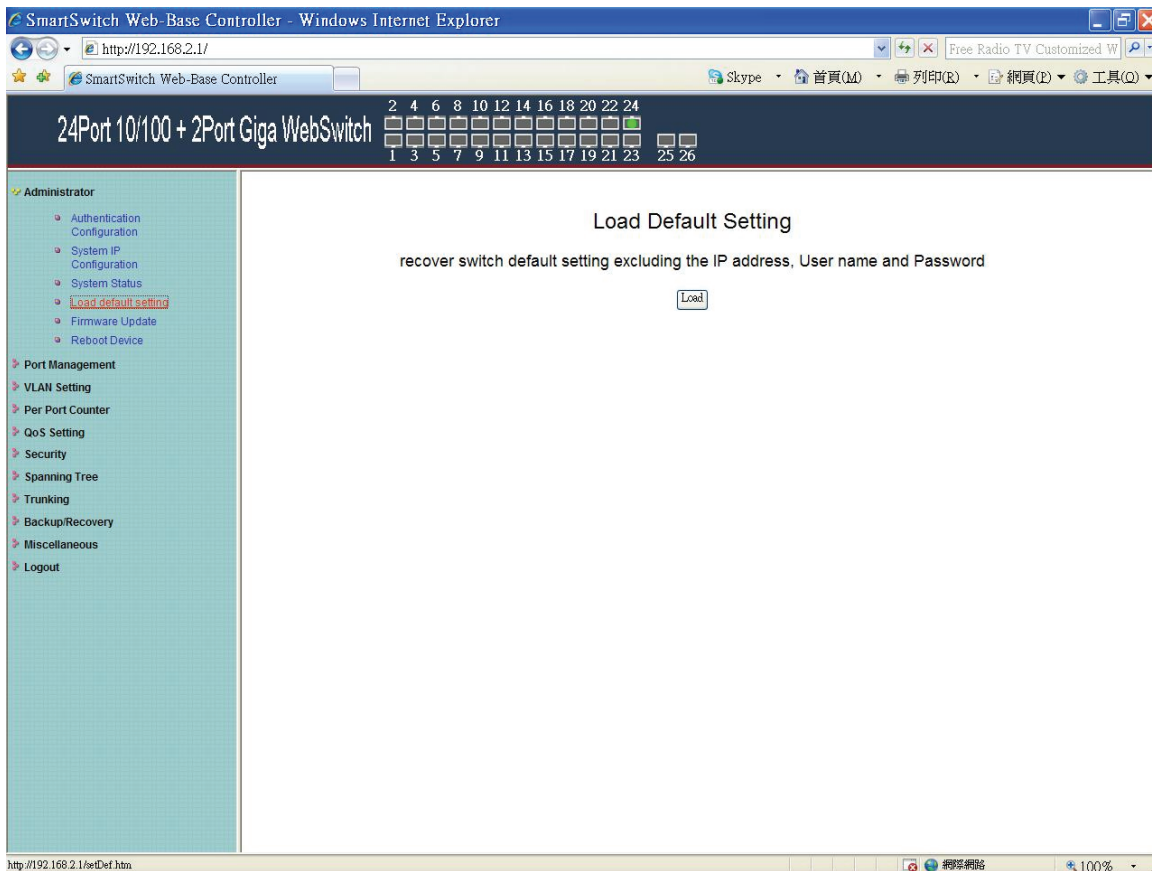 SmartSwitch Web-Base Controller - Windows Internet Explorer
http://192.168.2.1/
Free Radio TV Customized W
SmartSwitch Web-Base Controller
Skype
首頁(M)
列印(R)
網頁(P)
工具(O)
24Port 10/100 + 2Port Giga WebSwitch
2 4 6 8 10 12 14 16 18 20 22 24
1 3 5 7 9 11 13 15 17 19 21 23 25 26
Administrator
Authentication
Configuration
System IP
Configuration
System Status
Load default setting
Firmware Update
Reboot Device
Port Management
VLAN Setting
Per Port Counter
QoS Setting
Security
Spanning Tree
Trunking
Backup/Recovery
Miscellaneous
Logout
Load Default Setting
recover switch default setting excluding the IP address, User name and Password
Load
http://192.168.2.1/setDef.htm
網際網路
100%